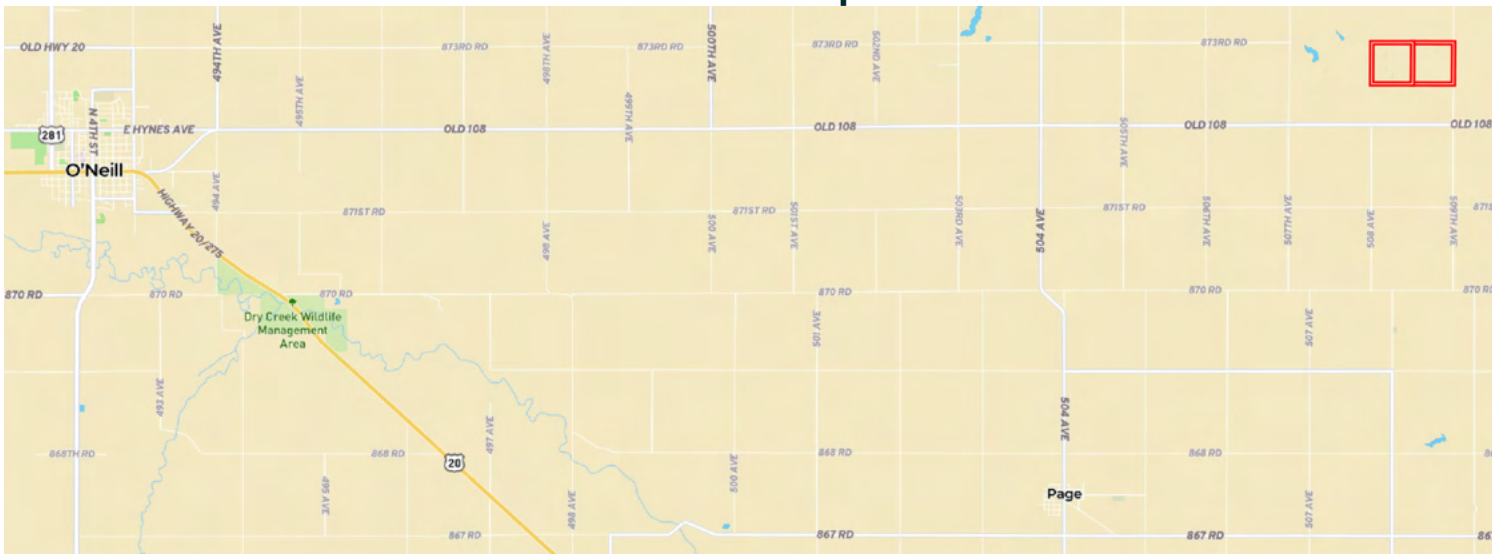 OLD HWY 20
494TH AVE
873RD RD
498TH AVE
873RD RD
500TH AVE
873RD RD
502ND AVE
873RD RD
495TH AVE
499TH AVE
N 4TH ST
281
E HYNES AVE
OLD 108
OLD 108
OLD 108
OLD 108
505TH AVE
O'Neill
494 AVE
HIGHWAY 20/275
871ST RD
498 AVE
500 AVE
871ST RD
501ST AVE
503RD AVE
504 AVE
871ST RD
506TH AVE
507TH AVE
508 AVE
509TH AVE
870 RD
870 RD
870 RD
870 RD
870 RD
Dry Creek Wildlife
Management
Area
501 AVE
507 AVE
493 AVE
497 AVE
504 AVE
868TH RD
868 RD
20
868 RD
868 RD
495 AVE
498 AVE
500 AVE
Page
507 AVE
867 RD
867 RD
867 RD